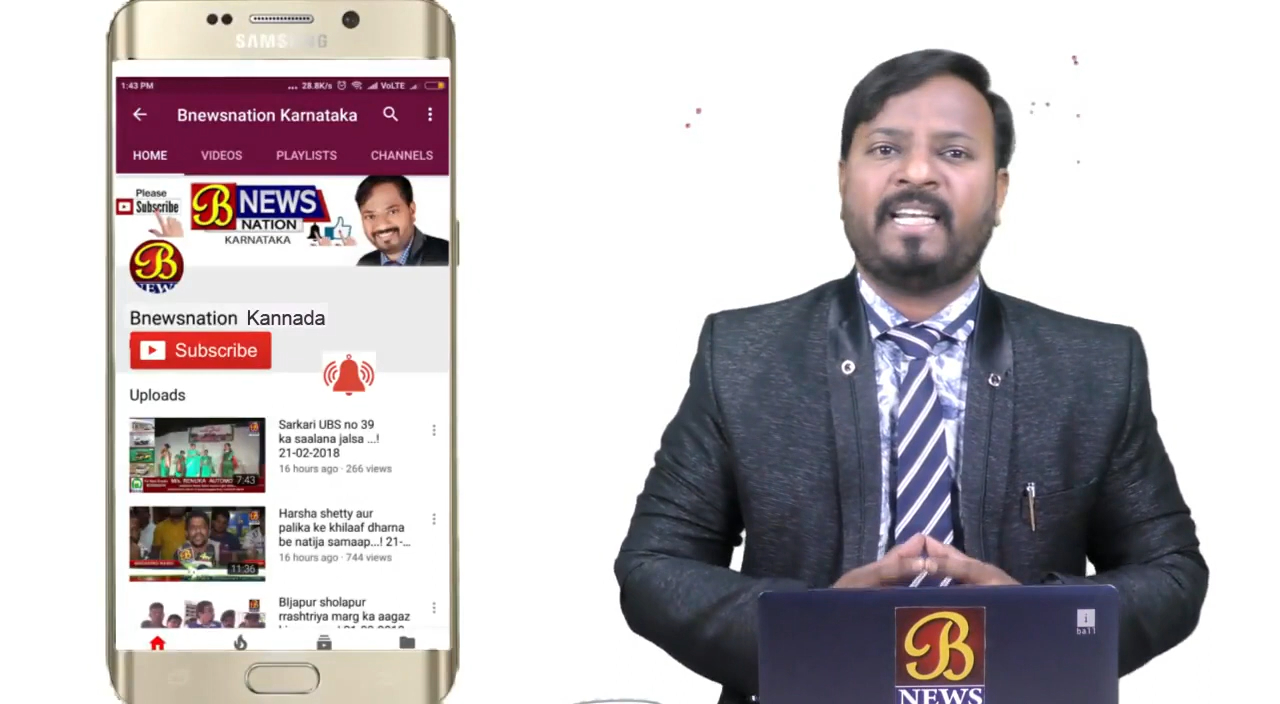 SAMSUNG
1:43 PM
... 28.8K/s VoLTE
Bnewsnation Karnataka
HOME VIDEOS PLAYLISTS CHANNELS
Please
Subscribe
B NEWS
NATION
KARNATAKA
B
NEWS
Bnewsnation Kannada
Subscribe
Uploads
Sarkari UBS no 39
ka saalana jalsa ...!
21-02-2018
16 hours ago · 266 views
7:43
Harsha shetty aur
palika ke khilaaf dharna
be natija samaap...! 21-...
16 hours ago · 744 views
11:36
BIjapur sholapur
rrashtriya marg ka aagaz
B
NEWS
i
ball